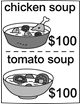 chicken soup
$100
tomato soup
$100